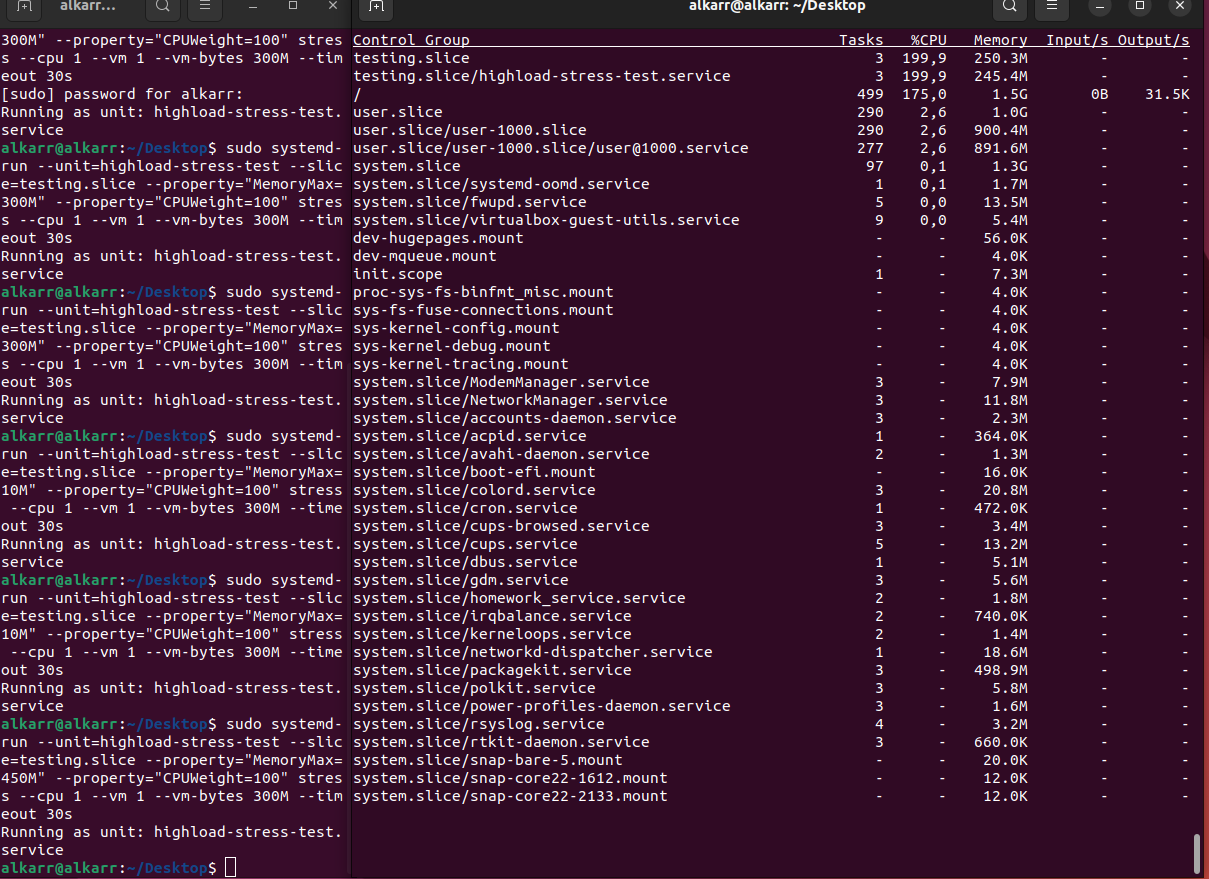 alkarr...
300M" --property="CPUWeight=100" stres
s --cpu 1 --vm 1 --vm-bytes 300M --tim
eout 30s
[sudo] password for alkarr:
Running as unit: highload-stress-test.
service
alkarr@alkarr:~/Desktop$ sudo systemd-
run --unit=highload-stress-test --slic
e=testing.slice --property="MemoryMax=
300M" --property="CPUWeight=100" stres
s --cpu 1 --vm 1 --vm-bytes 300M --tim
eout 30s
Running as unit: highload-stress-test.
service
alkarr@alkarr:~/Desktop$ sudo systemd-
run --unit=highload-stress-test --slic
e=testing.slice --property="MemoryMax=
300M" --property="CPUWeight=100" stres
s --cpu 1 --vm 1 --vm-bytes 300M --tim
eout 30s
Running as unit: highload-stress-test.
service
alkarr@alkarr:~/Desktop$ sudo systemd-
run --unit=highload-stress-test --slic
e=testing.slice --property="MemoryMax=
10M" --property="CPUWeight=100" stress
 --cpu 1 --vm 1 --vm-bytes 300M --time
out 30s
Running as unit: highload-stress-test.
service
alkarr@alkarr:~/Desktop$ sudo systemd-
run --unit=highload-stress-test --slic
e=testing.slice --property="MemoryMax=
10M" --property="CPUWeight=100" stress
 --cpu 1 --vm 1 --vm-bytes 300M --time
out 30s
Running as unit: highload-stress-test.
service
alkarr@alkarr:~/Desktop$ sudo systemd-
run --unit=highload-stress-test --slic
e=testing.slice --property="MemoryMax=
450M" --property="CPUWeight=100" stres
s --cpu 1 --vm 1 --vm-bytes 300M --tim
eout 30s
Running as unit: highload-stress-test.
service
alkarr@alkarr:~/Desktop$
alkarr@alkarr: ~/Desktop
Control Group Tasks %CPU Memory Input/s Output/s
testing.slice 3 199,9 250.3M - -
testing.slice/highload-stress-test.service 3 199,9 245.4M - -
/ 499 175,0 1.5G 0B 31.5K
user.slice 290 2,6 1.0G - -
user.slice/user-1000.slice 290 2,6 900.4M - -
user.slice/user-1000.slice/user@1000.service 277 2,6 891.6M - -
system.slice 97 0,1 1.3G - -
system.slice/systemd-oomd.service 1 0,1 1.7M - -
system.slice/fwupd.service 5 0,0 13.5M - -
system.slice/virtualbox-guest-utils.service 9 0,0 5.4M - -
dev-hugepages.mount - - 56.0K - -
dev-mqueue.mount - - 4.0K - -
init.scope 1 - 7.3M - -
proc-sys-fs-binfmt_misc.mount - - 4.0K - -
sys-fs-fuse-connections.mount - - 4.0K - -
sys-kernel-config.mount - - 4.0K - -
sys-kernel-debug.mount - - 4.0K - -
sys-kernel-tracing.mount - - 4.0K - -
system.slice/ModemManager.service 3 - 7.9M - -
system.slice/NetworkManager.service 3 - 11.8M - -
system.slice/accounts-daemon.service 3 - 2.3M - -
system.slice/acpid.service 1 - 364.0K - -
system.slice/avahi-daemon.service 2 - 1.3M - -
system.slice/boot-efi.mount - - 16.0K - -
system.slice/colord.service 3 - 20.8M - -
system.slice/cron.service 1 - 472.0K - -
system.slice/cups-browsed.service 3 - 3.4M - -
system.slice/cups.service 5 - 13.2M - -
system.slice/dbus.service 1 - 5.1M - -
system.slice/gdm.service 3 - 5.6M - -
system.slice/homework_service.service 2 - 1.8M - -
system.slice/irqbalance.service 2 - 740.0K - -
system.slice/kerneloops.service 2 - 1.4M - -
system.slice/networkd-dispatcher.service 1 - 18.6M - -
system.slice/packagekit.service 3 - 498.9M - -
system.slice/polkit.service 3 - 5.8M - -
system.slice/power-profiles-daemon.service 3 - 1.6M - -
system.slice/rsyslog.service 4 - 3.2M - -
system.slice/rtkit-daemon.service 3 - 660.0K - -
system.slice/snap-bare-5.mount - - 20.0K - -
system.slice/snap-core22-1612.mount - - 12.0K - -
system.slice/snap-core22-2133.mount - - 12.0K - -